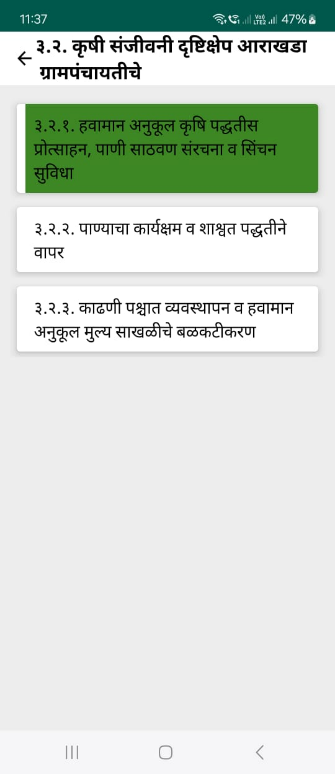 11:37
47%
३.२. कृषी संजीवनी दृष्टिक्षेप आराखडा
ग्रामपंचायतीचे
३.२.१. हवामान अनुकूल कृषि पद्धतीस
प्रोत्साहन, पाणी साठवण संरचना व सिंचन
सुविधा
३.२.२. पाण्याचा कार्यक्षम व शाश्वत पद्धतीने
वापर
३.२.३. काढणी पश्चात व्यवस्थापन व हवामान
अनुकूल मुल्य साखळीचे बळकटीकरण